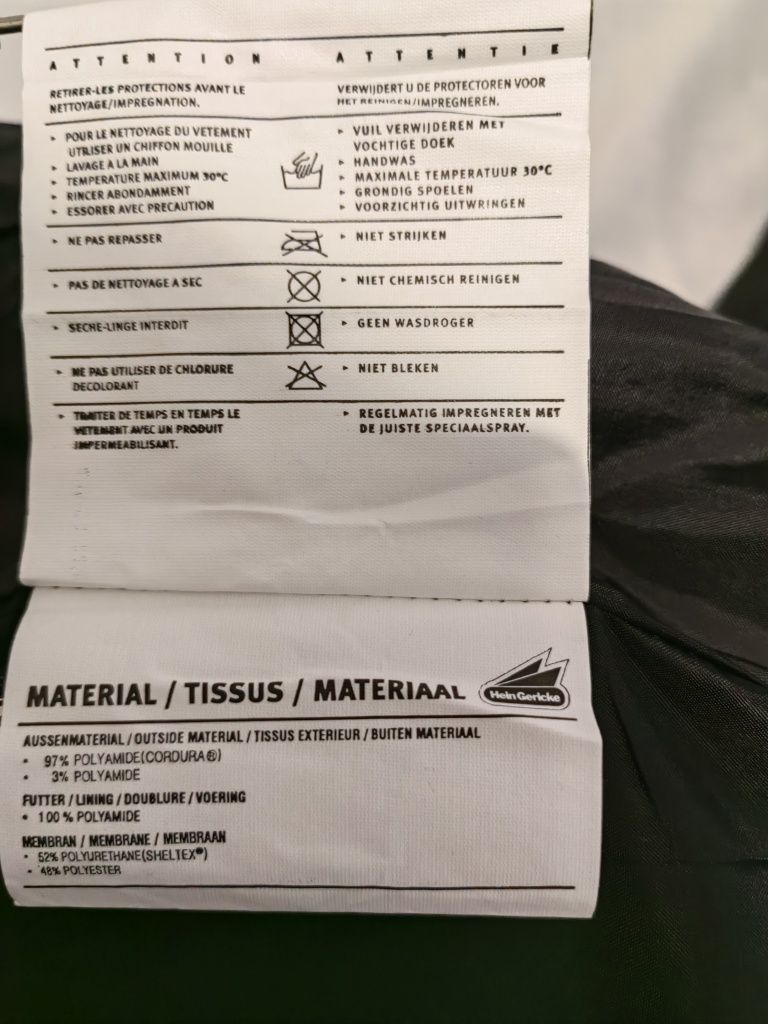 ATTENTION
RETIRER-LES PROTECTIONS AVANT LE
NETTOYAGE/IMPREGNATION.
▸ POUR LE NETTOYAGE DU VETEMENT
UTILISER UN CHIFFON MOUILLE
▸ LAVAGE A LA MAIN
▸ TEMPERATURE MAXIMUM 30°C
▸ RINCER ABONDAMMENT
▸ ESSORER AVEC PRECAUTION
▸ NE PAS REPASSER
▸ PAS DE NETTOYAGE A SEC
▸ SECHE-LINGE INTERDIT
▸ NE PAS UTILISER DE CHLORURE
DECOLORANT
▸ TRAITER DE TEMPS EN TEMPS LE
VETEMENT AVEC UN PRODUIT
IMPERMEABILISANT.
ATTENTIE
VERWIJDERT U DE PROTECTOREN VOOR
HET REINIGEN/IMPREGNEREN.
▸ VUIL VERWIJDEREN MET
VOCHTIGE DOEK
▸ HANDWAS
▸ MAXIMALE TEMPERATUUR 30°C
▸ GRONDIG SPOELEN
▸ VOORZICHTIG UITWRINGEN
▸ NIET STRIJKEN
▸ NIET CHEMISCH REINIGEN
▸ GEEN WASDROGER
▸ NIET BLEKEN
▸ REGELMATIG IMPREGNEREN MET
DE JUISTE SPECIAALSPRAY.
MATERIAL / TISSUS / MATERIAAL
Hein Gericke
AUSSENMATERIAL / OUTSIDE MATERIAL / TISSUS EXTERIEUR / BUITEN MATERIAAL
• 97% POLYAMIDE(CORDURA®)
• 3% POLYAMIDE
FUTTER / LINING / DOUBLURE / VOERING
• 100 % POLYAMIDE
MEMBRAN / MEMBRANE / MEMBRAAN
• 52% POLYURETHANE(SHELTEX®)
• 48% POLYESTER